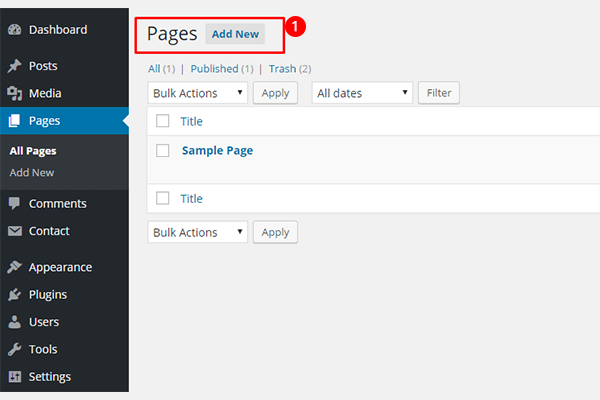 Dashboard
Posts
Media
Pages
All Pages
Add New
Comments
Contact
Appearance
Plugins
Users
Tools
Settings
Pages Add New 1
All (1) | Published (1) | Trash (2)
Bulk Actions Apply All dates Filter
Title
Sample Page
Title
Bulk Actions Apply